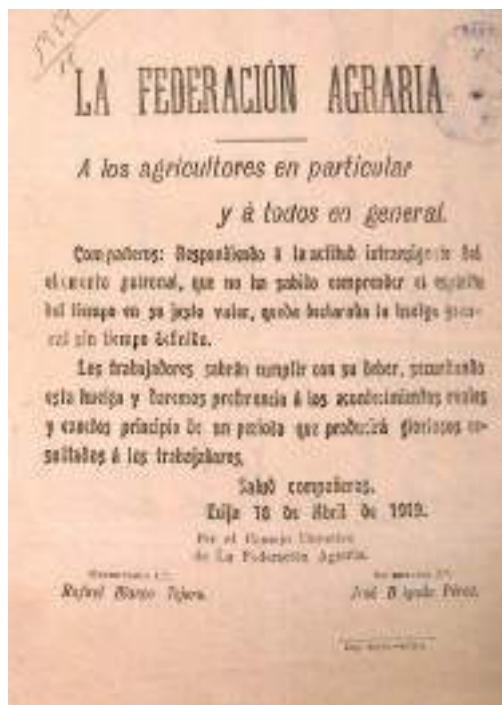 1919
LA FEDERACIÓN AGRARIA
A los agricultores en particular
y á todos en general.
Compañeros: Respondiendo á la actitud intransigente del
elemento patronal, que no ha sabido comprender el espíritu
del tiempo en su justo valor, queda declarada la huelga gene-
ral sin tiempo definido.
Los trabajadores sabrán cumplir con su deber, secundando
esta huelga y daremos preferencia á los acontecimientos reales
y exactos principio de un periodo que producirá gloriosos re-
sultados á los trabajadores.
Salud compañeros.
Ecija 18 de Abril de 1919.
Por el Consejo
de La Federación Agraria.
Rafael Blanco Tejero.
José Pérez.